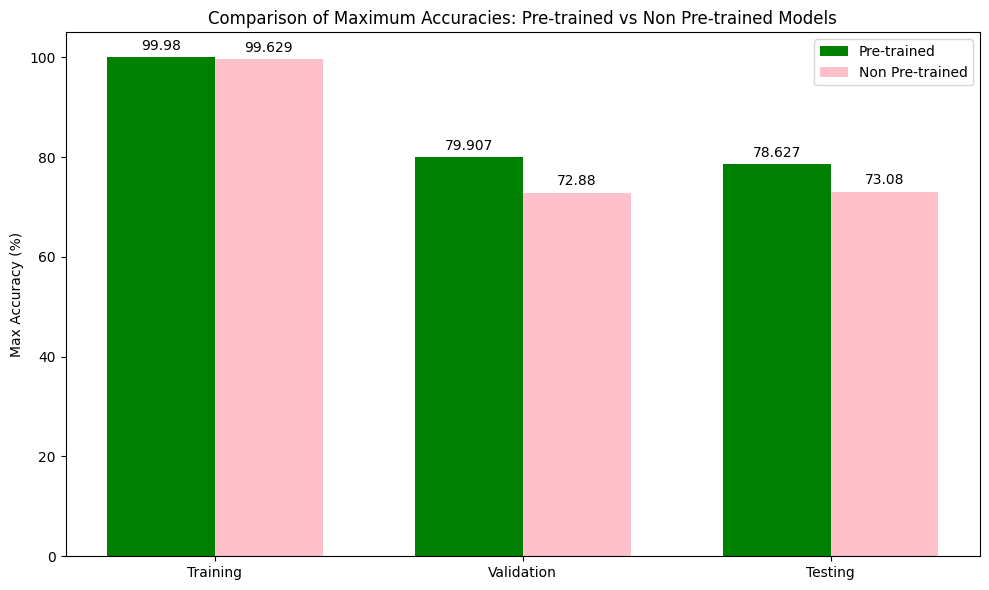 Comparison of Maximum Accuracies: Pre-trained vs Non Pre-trained Models
Max Accuracy (%)
100
80
60
40
20
0
99.98
99.629
79.907
72.88
78.627
73.08
Pre-trained
Non Pre-trained
Training
Validation
Testing